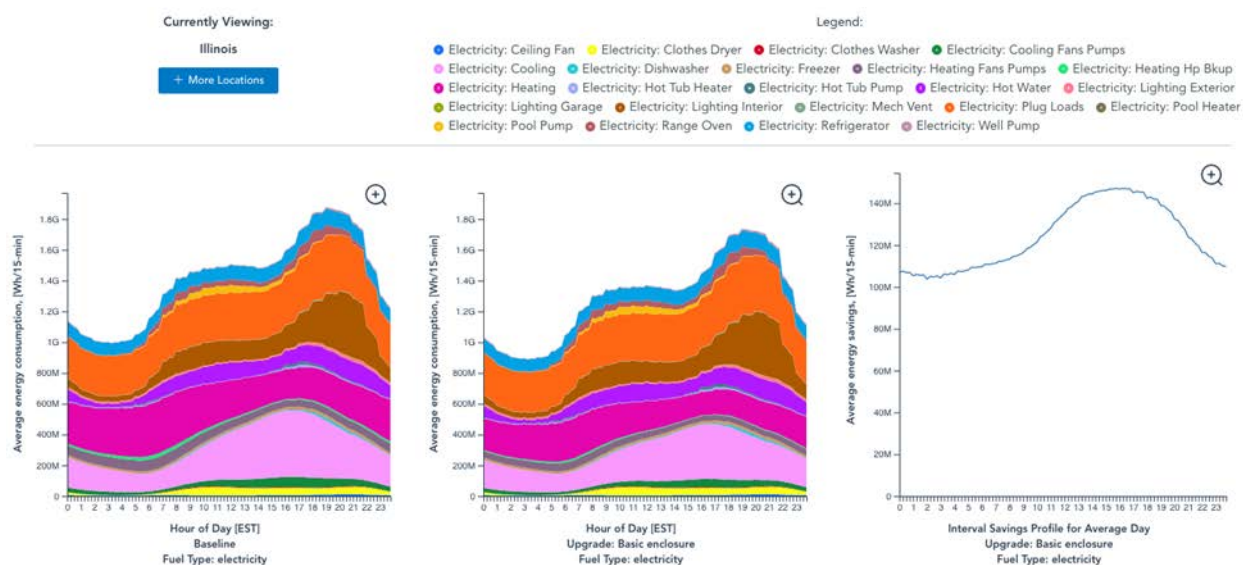 Currently Viewing:
Illinois
+ More Locations
Legend:
Electricity: Ceiling Fan Electricity: Clothes Dryer Electricity: Clothes Washer Electricity: Cooling Fans Pumps
Electricity: Cooling Electricity: Dishwasher Electricity: Freezer Electricity: Heating Fans Pumps Electricity: Heating Hp Bkup
Electricity: Heating Electricity: Hot Tub Heater Electricity: Hot Tub Pump Electricity: Hot Water Electricity: Lighting Exterior
Electricity: Lighting Garage Electricity: Lighting Interior Electricity: Mech Vent Electricity: Plug Loads Electricity: Pool Heater
Electricity: Pool Pump Electricity: Range Oven Electricity: Refrigerator Electricity: Well Pump
Average energy consumption, [Wh/15-min]
1.8G
1.6G
1.4G
1.2G
1G
800M
600M
400M
200M
0
0 1 2 3 4 5 6 7 8 9 10 11 12 13 14 15 16 17 18 19 20 21 22 23
Hour of Day [EST]
Baseline
Fuel Type: electricity
Average energy consumption, [Wh/15-min]
1.8G
1.6G
1.4G
1.2G
1G
800M
600M
400M
200M
0
0 1 2 3 4 5 6 7 8 9 10 11 12 13 14 15 16 17 18 19 20 21 22 23
Hour of Day [EST]
Upgrade: Basic enclosure
Fuel Type: electricity
Average energy savings, [Wh/15-min]
140M
120M
100M
80M
60M
40M
20M
0
0 1 2 3 4 5 6 7 8 9 10 11 12 13 14 15 16 17 18 19 20 21 22 23
Interval Savings Profile for Average Day
Upgrade: Basic enclosure
Fuel Type: electricity